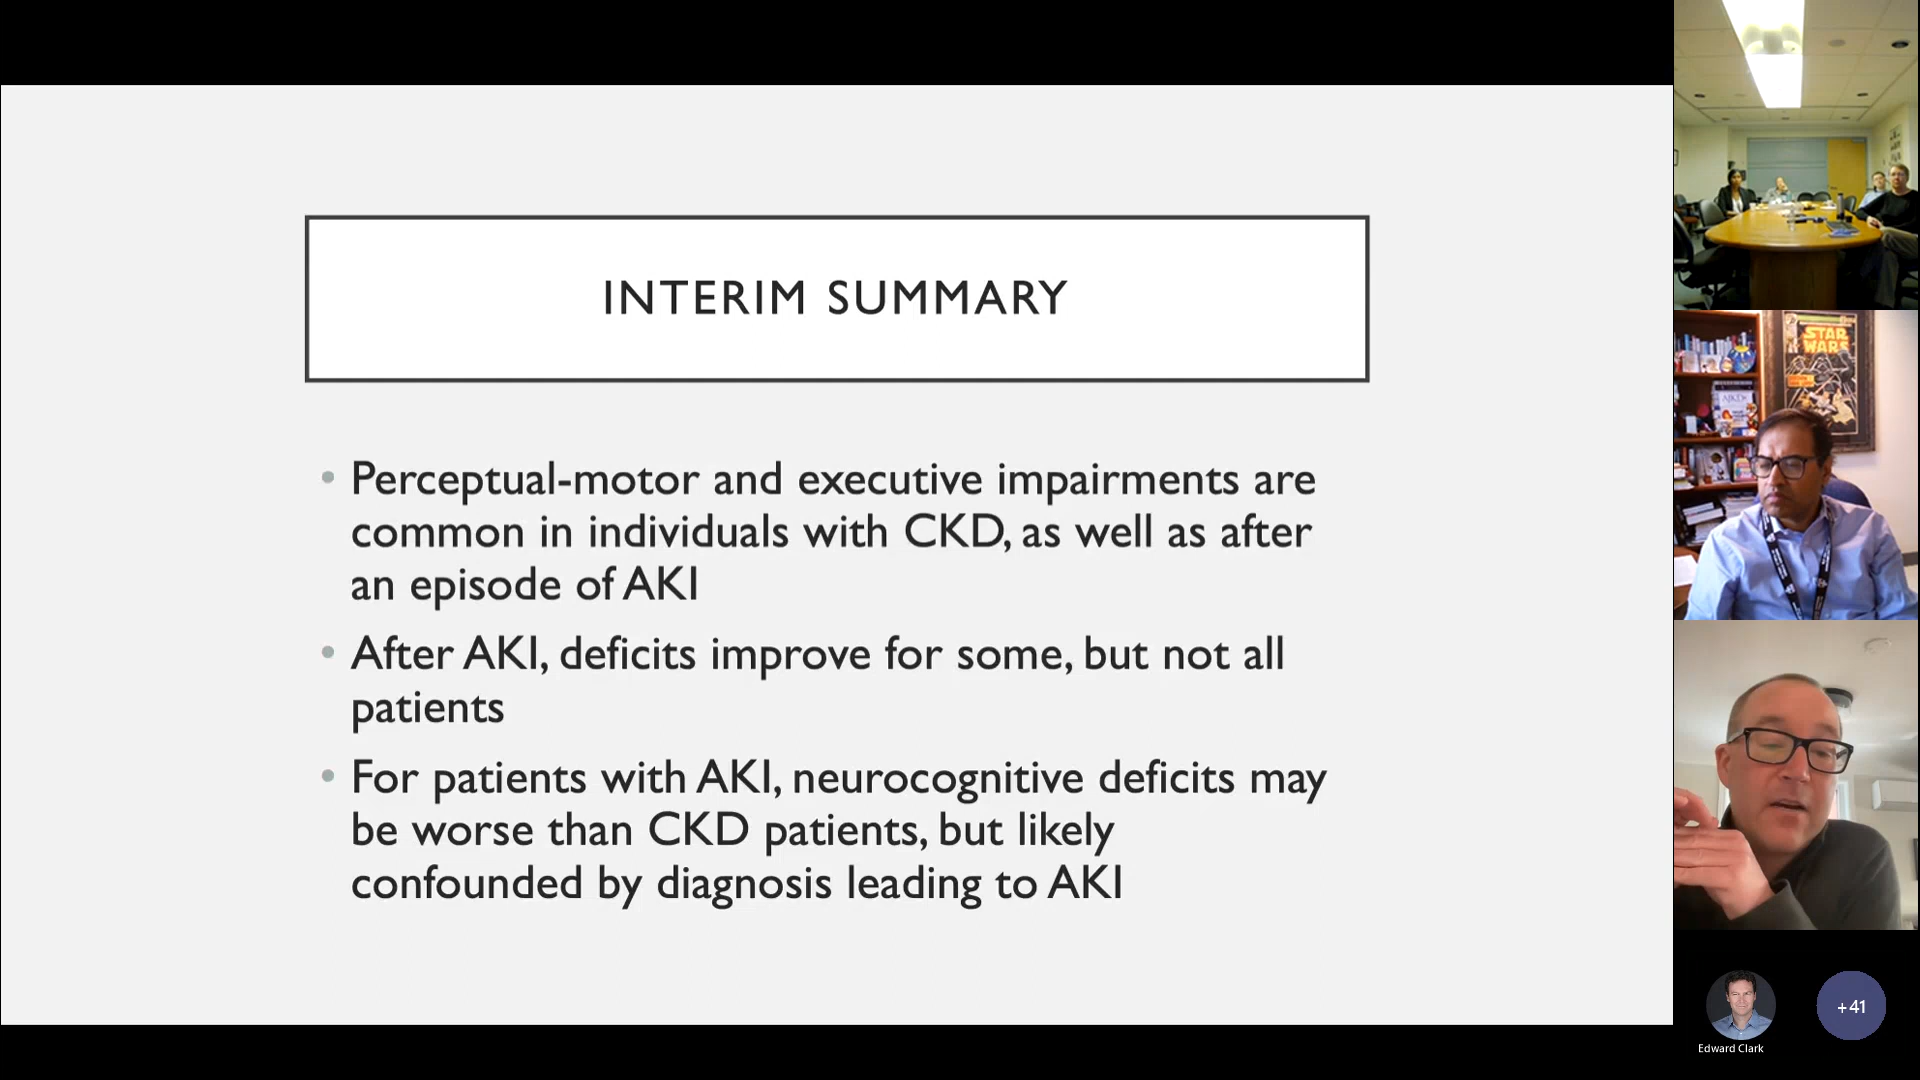 INTERIM SUMMARY
• Perceptual-motor and executive impairments are
common in individuals with CKD, as well as after
an episode of AKI
• After AKI, deficits improve for some, but not all
patients
• For patients with AKI, neurocognitive deficits may
be worse than CKD patients, but likely
confounded by diagnosis leading to AKI
STAR
WARS
AJKD
Edward Clark
+41